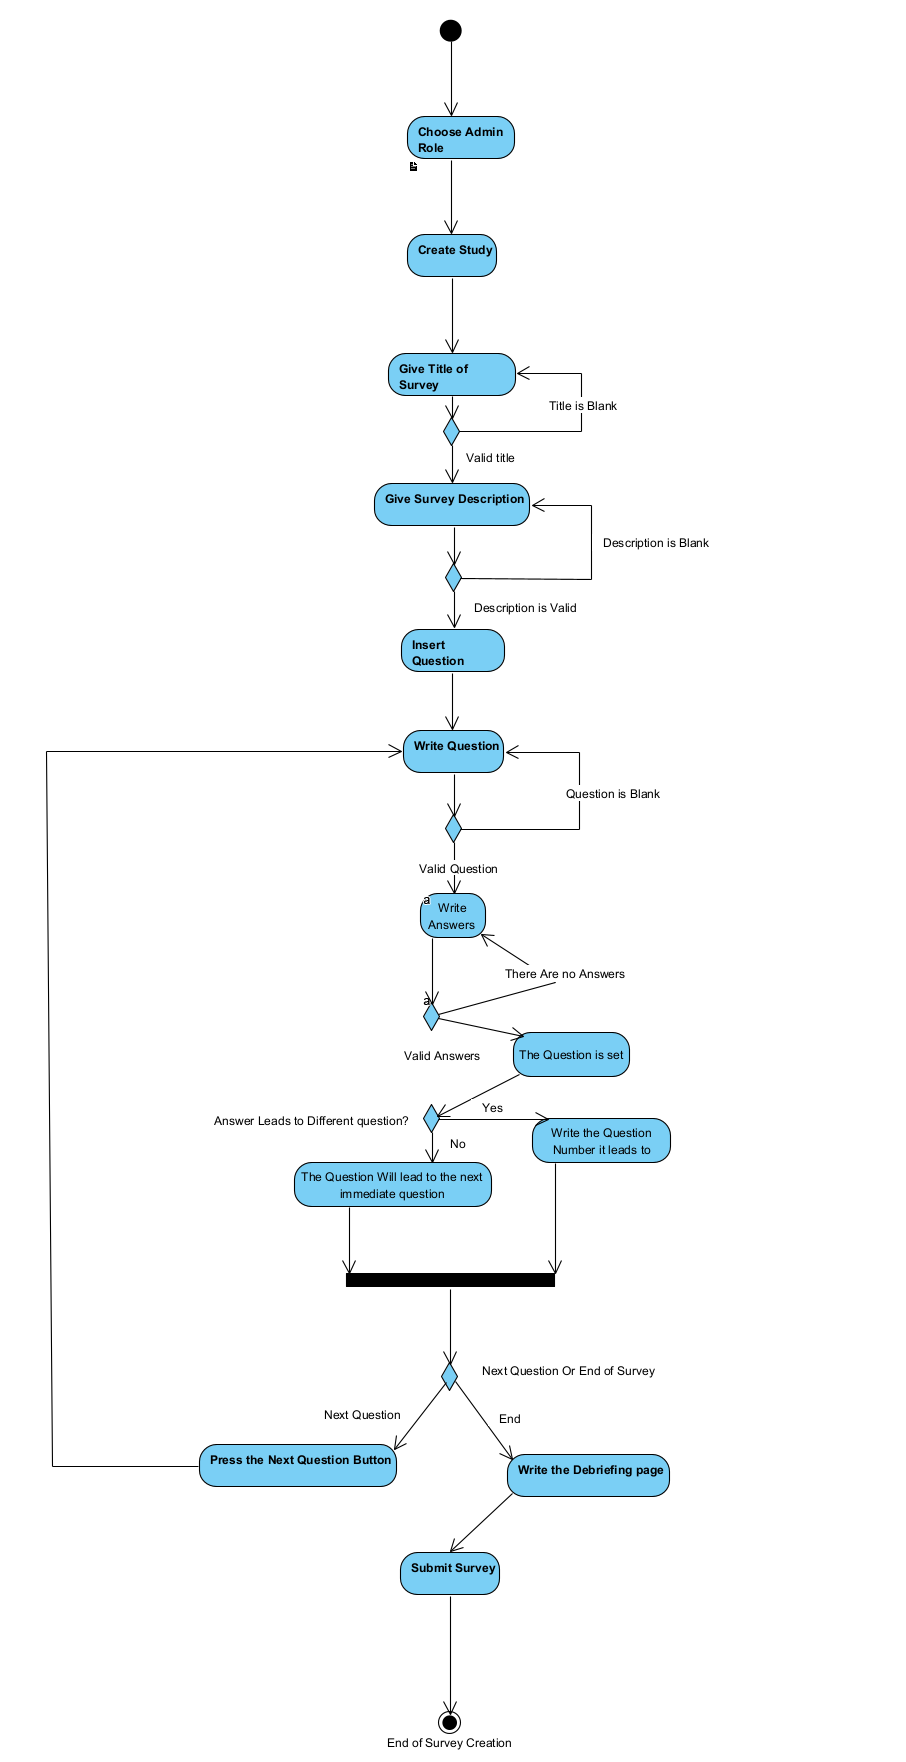 Choose Admin
Role
Create Study
Give Title of
Survey
Title is Blank
Valid title
Give Survey Description
Description is Blank
Description is Valid
Insert
Question
Write Question
Question is Blank
Valid Question
a
Write
Answers
There Are no Answers
a
Valid Answers
The Question is set
Answer Leads to Different question?
Yes
Write the Question
Number it leads to
No
The Question Will lead to the next
immediate question
Next Question Or End of Survey
Next Question
End
Press the Next Question Button
Write the Debriefing page
Submit Survey
End of Survey Creation